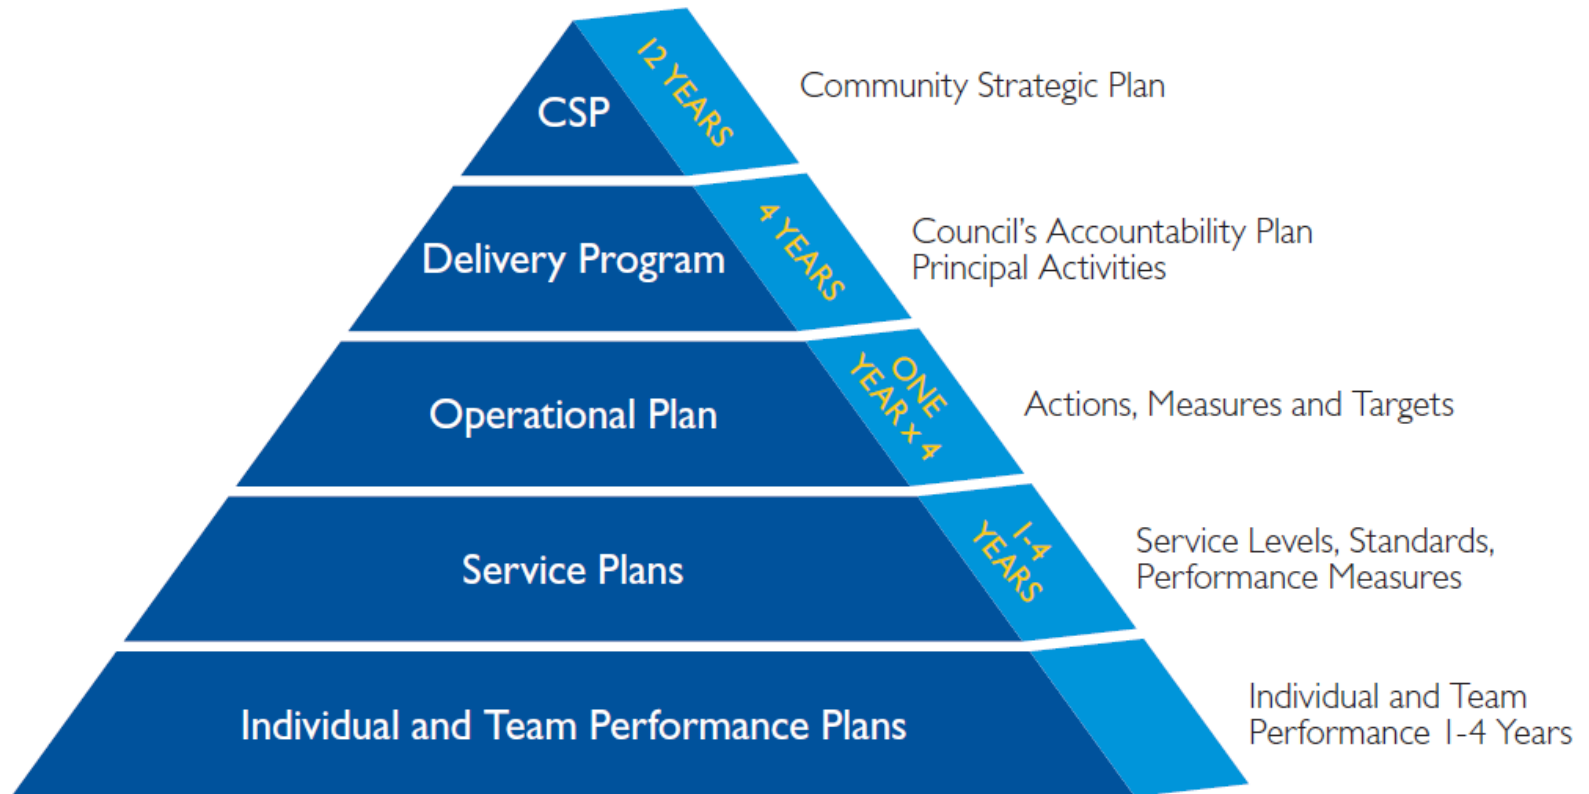 CSP
12 YEARS
Community Strategic Plan
Delivery Program
4 YEARS
Council’s Accountability Plan
Principal Activities
Operational Plan
ONE
YEAR x 4
Actions, Measures and Targets
Service Plans
1-4
YEARS
Service Levels, Standards,
Performance Measures
Individual and Team Performance Plans
Individual and Team
Performance 1-4 Years